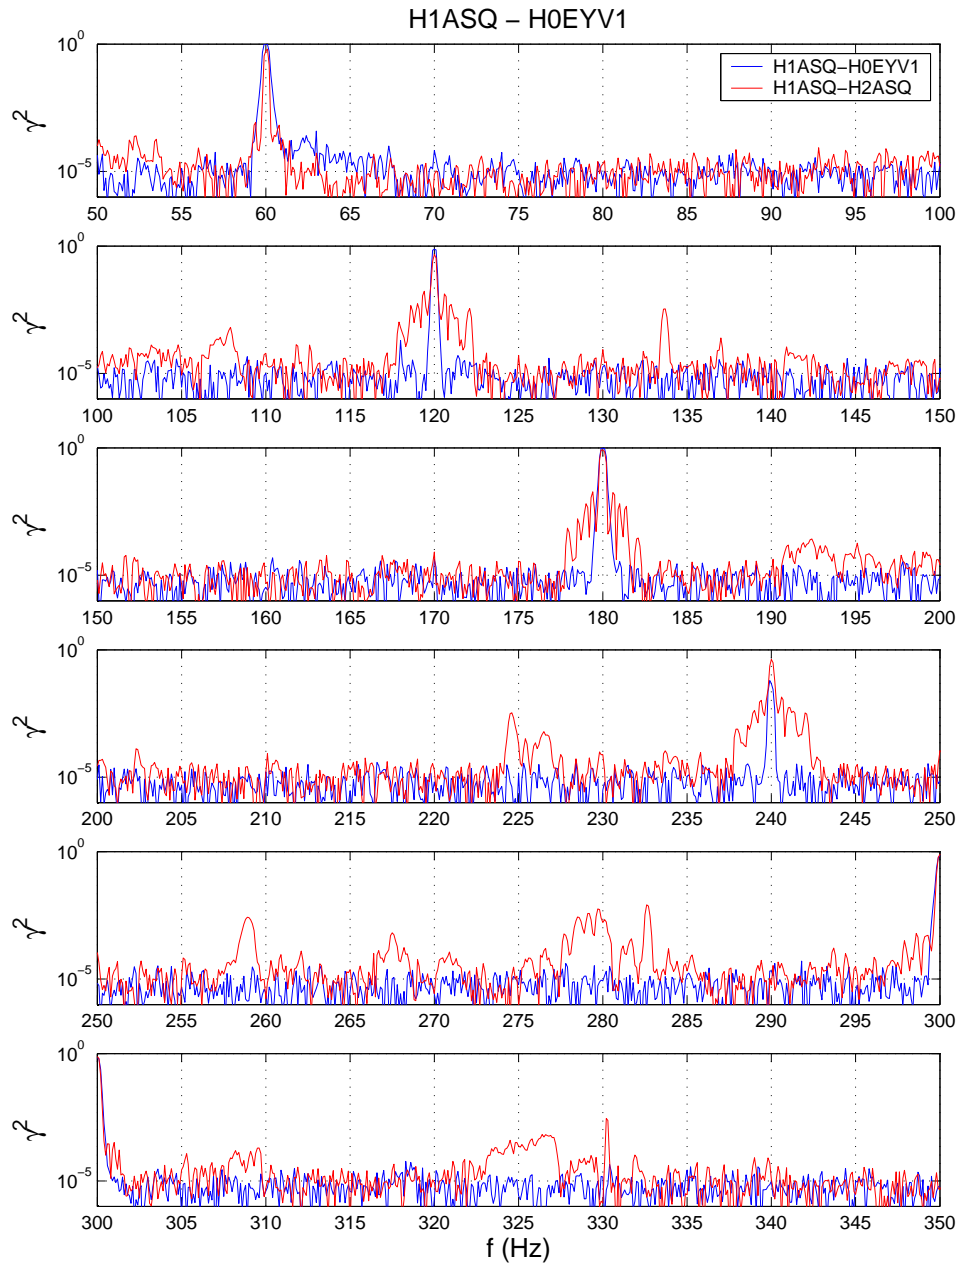 H1ASQ − H0EYV1
10^0
10^−5
γ^2
H1ASQ−H0EYV1
H1ASQ−H2ASQ
50 55 60 65 70 75 80 85 90 95 100
10^0
10^−5
γ^2
100 105 110 115 120 125 130 135 140 145 150
10^0
10^−5
γ^2
150 155 160 165 170 175 180 185 190 195 200
10^0
10^−5
γ^2
200 205 210 215 220 225 230 235 240 245 250
10^0
10^−5
γ^2
250 255 260 265 270 275 280 285 290 295 300
10^0
10^−5
γ^2
300 305 310 315 320 325 330 335 340 345 350
f (Hz)